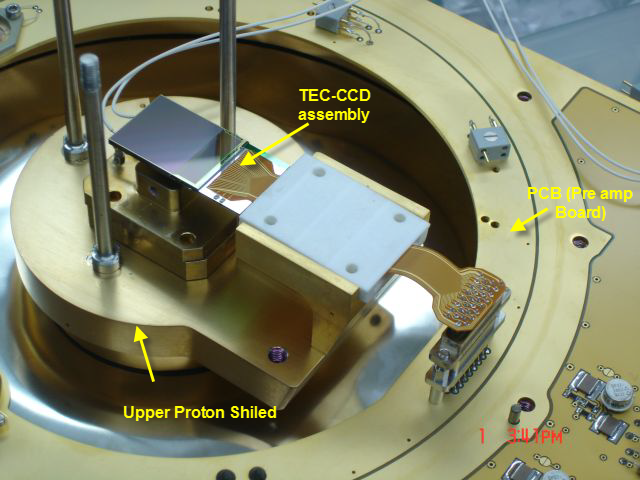 TEC-CCD
assembly
PCB (Pre amp
Board)
Upper Proton Shiled
1 3:41PM